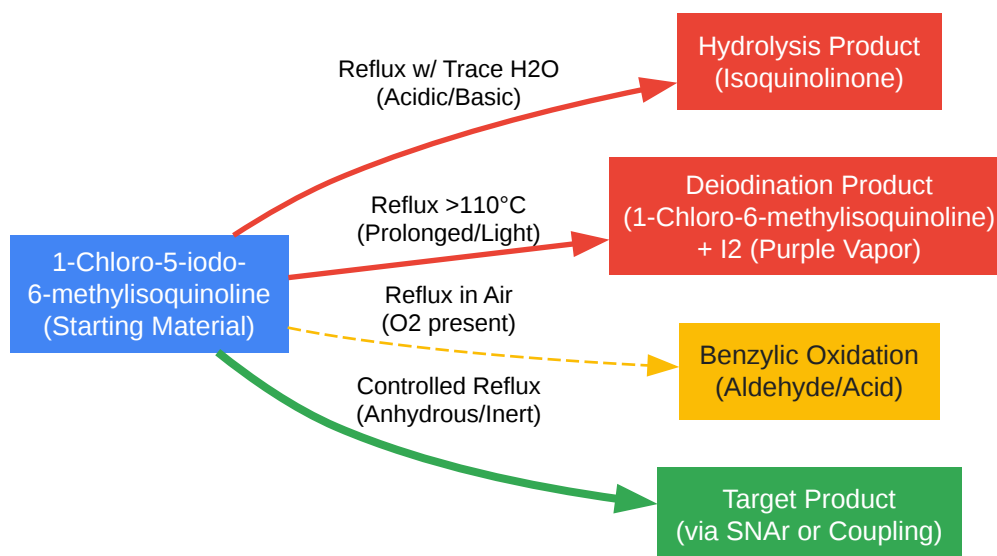 Hydrolysis Product
(Isoquinolinone)
Reflux w/ Trace H2O
(Acidic/Basic)
Deiodination Product
(1-Chloro-6-methylisoquinoline)
+ I2 (Purple Vapor)
Reflux >110°C
(Prolonged/Light)
1-Chloro-5-iodo-
6-methylisoquinoline
(Starting Material)
Reflux in Air
(O2 present)
Benzylic Oxidation
(Aldehyde/Acid)
Controlled Reflux
(Anhydrous/Inert)
Target Product
(via SNAr or Coupling)